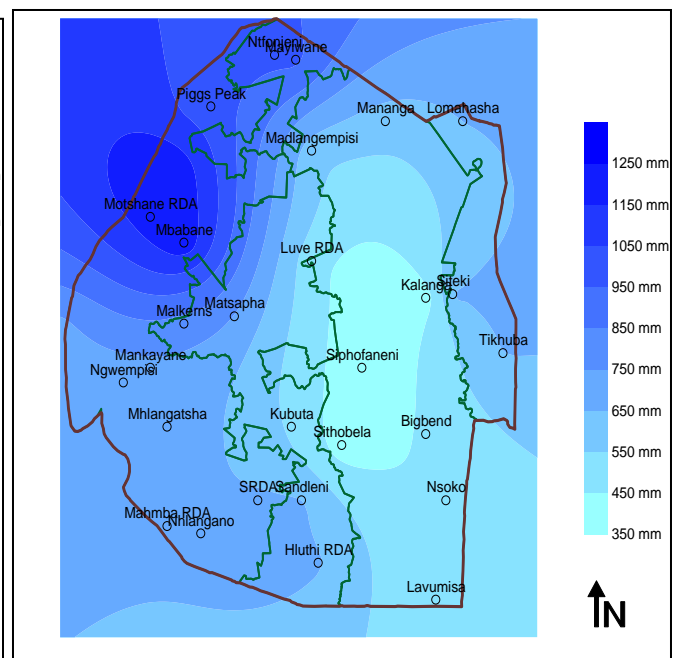 Ntfonjeni
Mayiwane
Piggs Peak
Mananga
Lomahasha
Madlangempisi
Motshane RDA
Mbabane
Luve RDA
Kalanga
Siteki
Matsapha
Malkerns
Tikhuba
Mankayane
Siphofaneni
Ngwempisi
Mhlangatsha
Kubuta
Bigbend
Sithobela
SRDA
Sandleni
Nsoko
Mahmba RDA
Nhlangano
Hluthi RDA
Lavumisa
1250 mm
1150 mm
1050 mm
950 mm
850 mm
750 mm
650 mm
550 mm
450 mm
350 mm
N